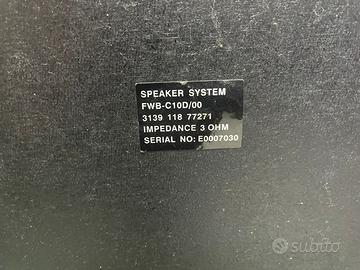 SPEAKER SYSTEM
FWB-C10D/00
3139 118 77271
IMPEDANCE 3 OHM
SERIAL NO: E0007030
subito